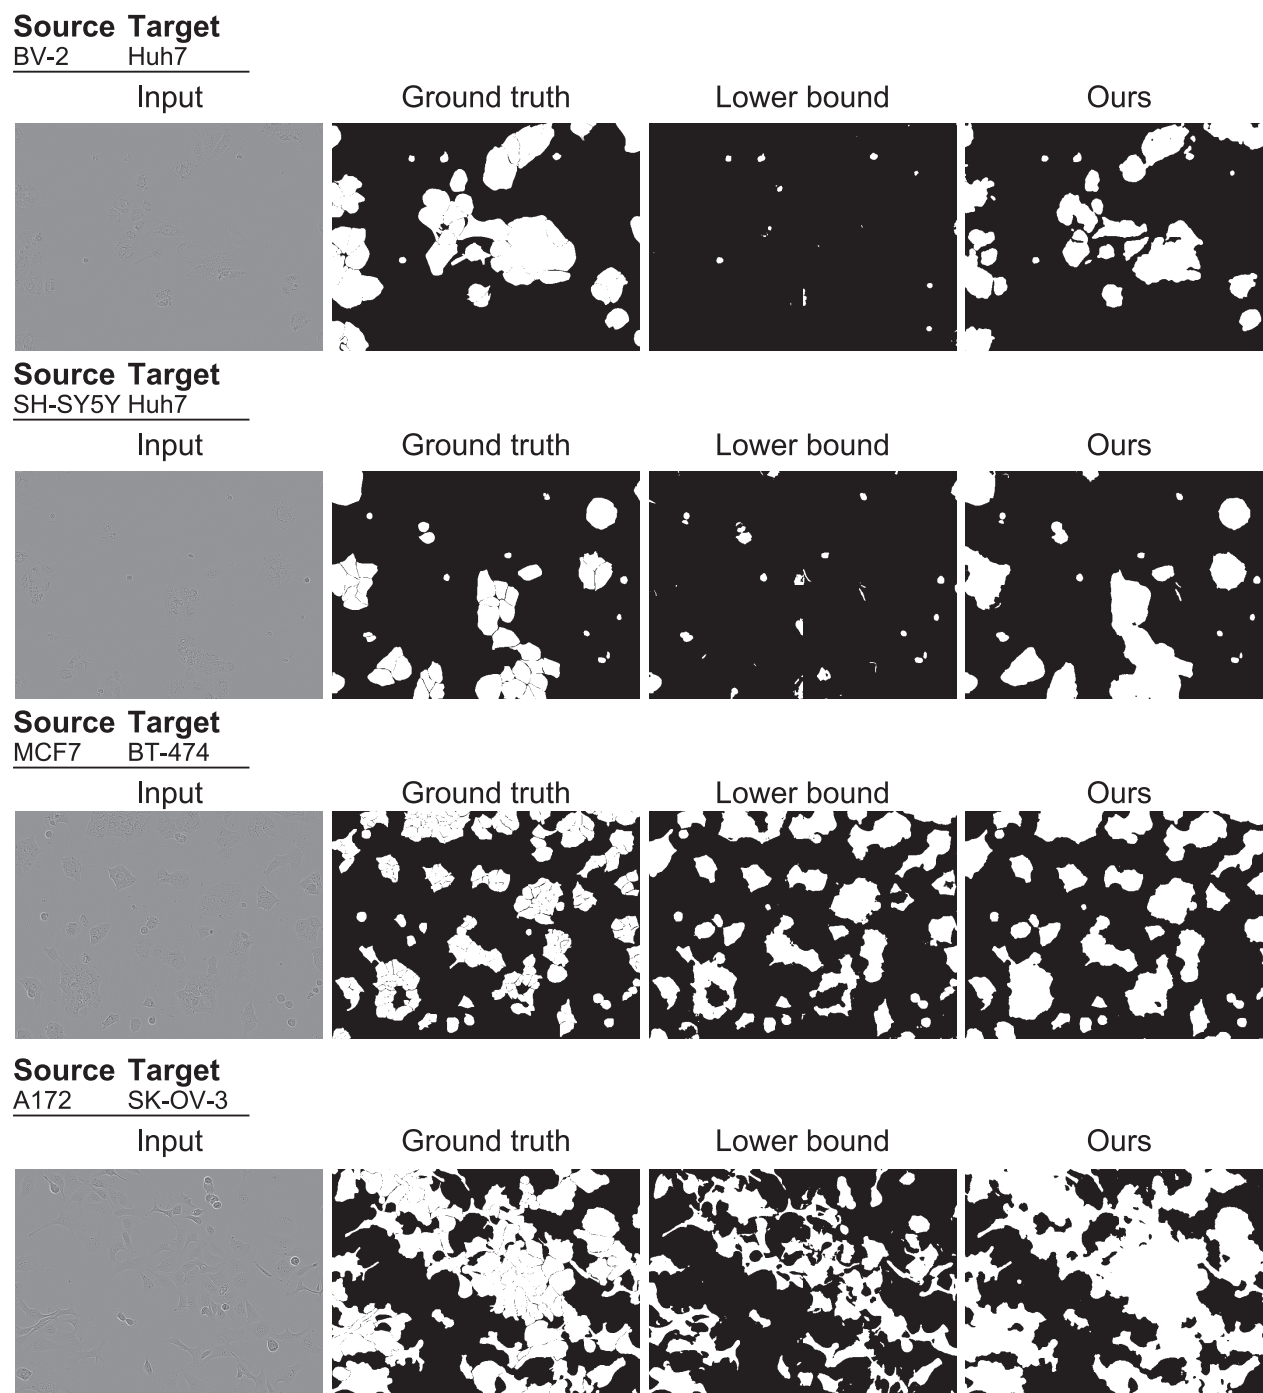 Source Target
BV-2 Huh7
Input Ground truth Lower bound Ours
Source Target
SH-SY5Y Huh7
Input Ground truth Lower bound Ours
Source Target
MCF7 BT-474
Input Ground truth Lower bound Ours
Source Target
A172 SK-OV-3
Input Ground truth Lower bound Ours